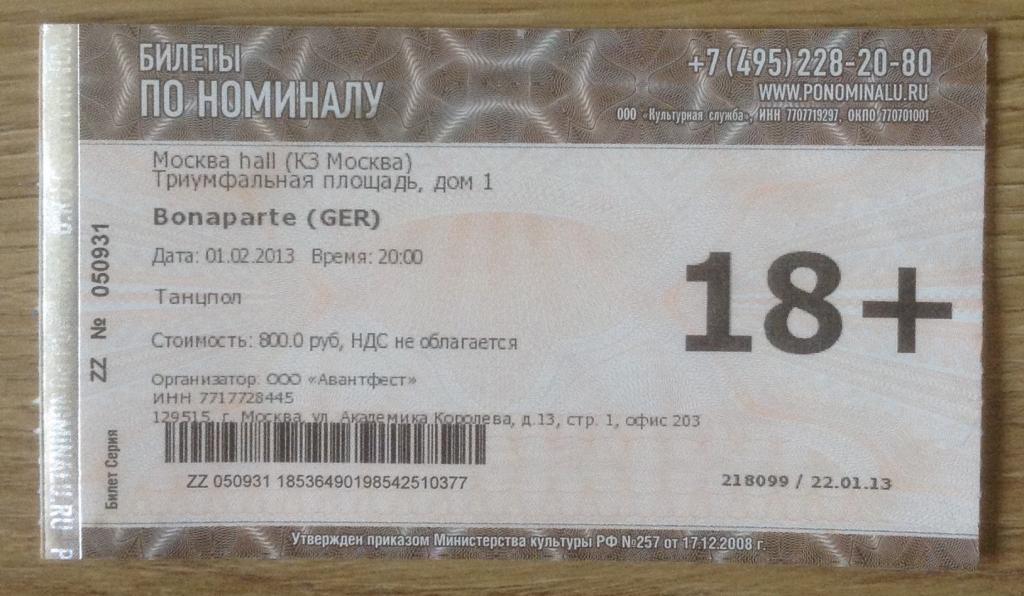 БИЛЕТЫ
ПО НОМИНАЛУ
+7 (495) 228-20-80
WWW.PONOMINALU.RU
ООО «Культурная служба», ИНН 7707719297, ОКПО 770701001
Москва hall (КЗ Москва)
Триумфальная площадь, дом 1
Bonaparte (GER)
Дата: 01.02.2013 Время: 20:00
Танцпол
Стоимость: 800.0 руб, НДС не облагается
18+
Организатор: ООО «Авантфест»
ИНН 7717728445
129515, г. Москва, ул. Академика Королева, д.13, стр. 1, офис 203
ZZ 050931 18536490198542510377
218099 / 22.01.13
Билет Серия ZZ № 050931
Утвержден приказом Министерства культуры РФ №257 от 17.12.2008 г.